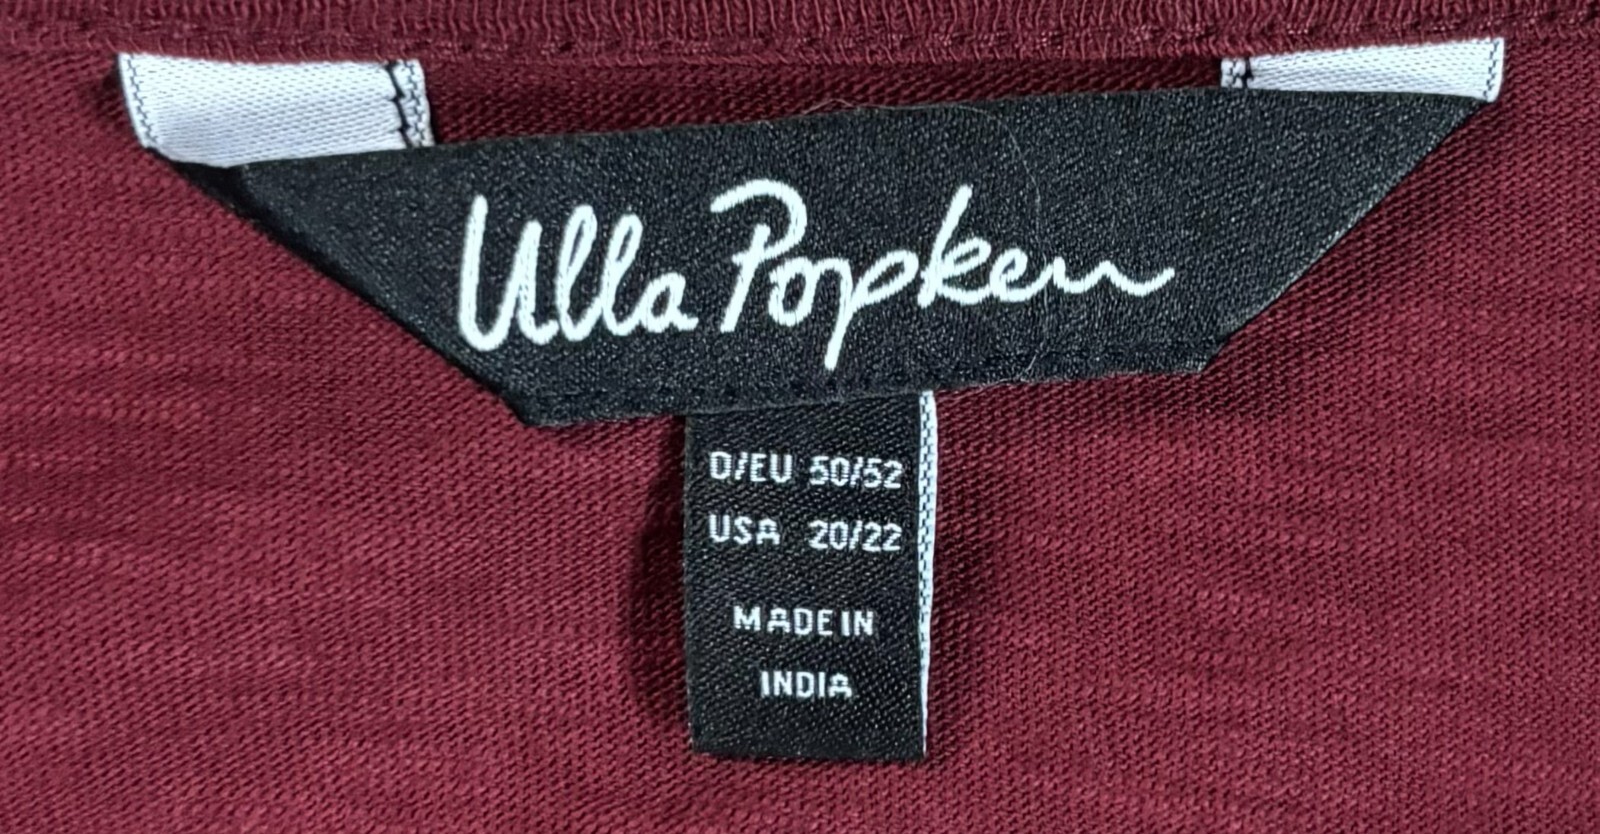 Ulla Popken
D/EU 50/52
USA 20/22
MADE IN
INDIA